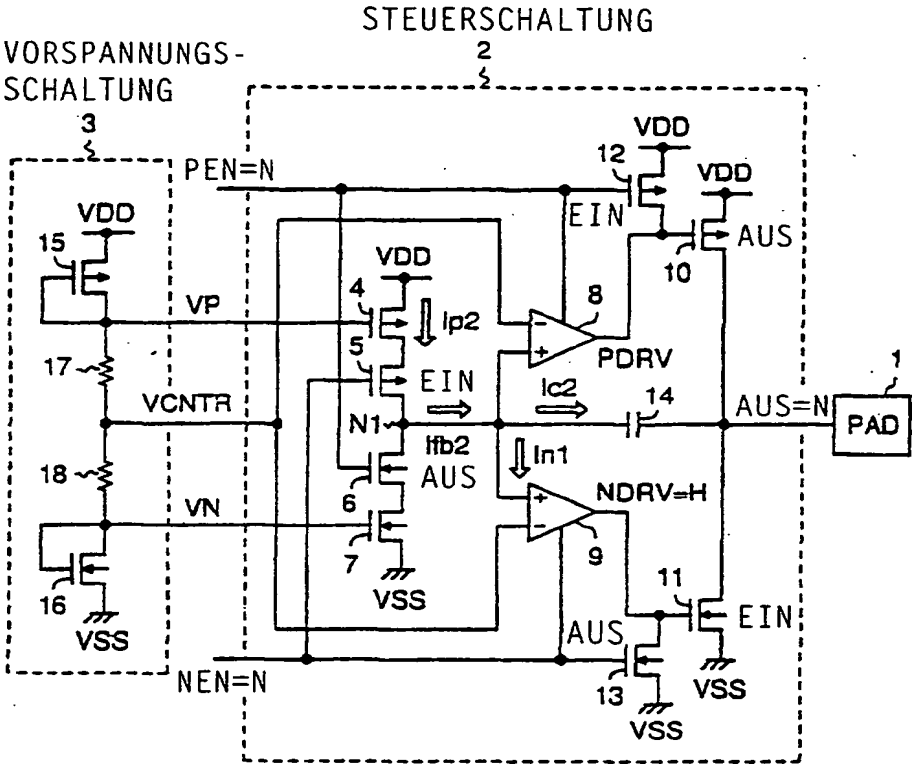 STEUERSCHALTUNG
2
VORSPANNUNGS-
SCHALTUNG
3
PEN=N
VDD
12
EIN
VDD
10
AUS
VDD
15
VDD
4
Ip2
8
VP
5
EIN
PDRV
17
VCNTR
N1
Ifb2
Ic2
14
AUS=N
1
PAD
18
6
AUS
In1
NDRV=H
VN
7
9
16
VSS
VSS
11
EIN
AUS
13
VSS
VSS
NEN=N